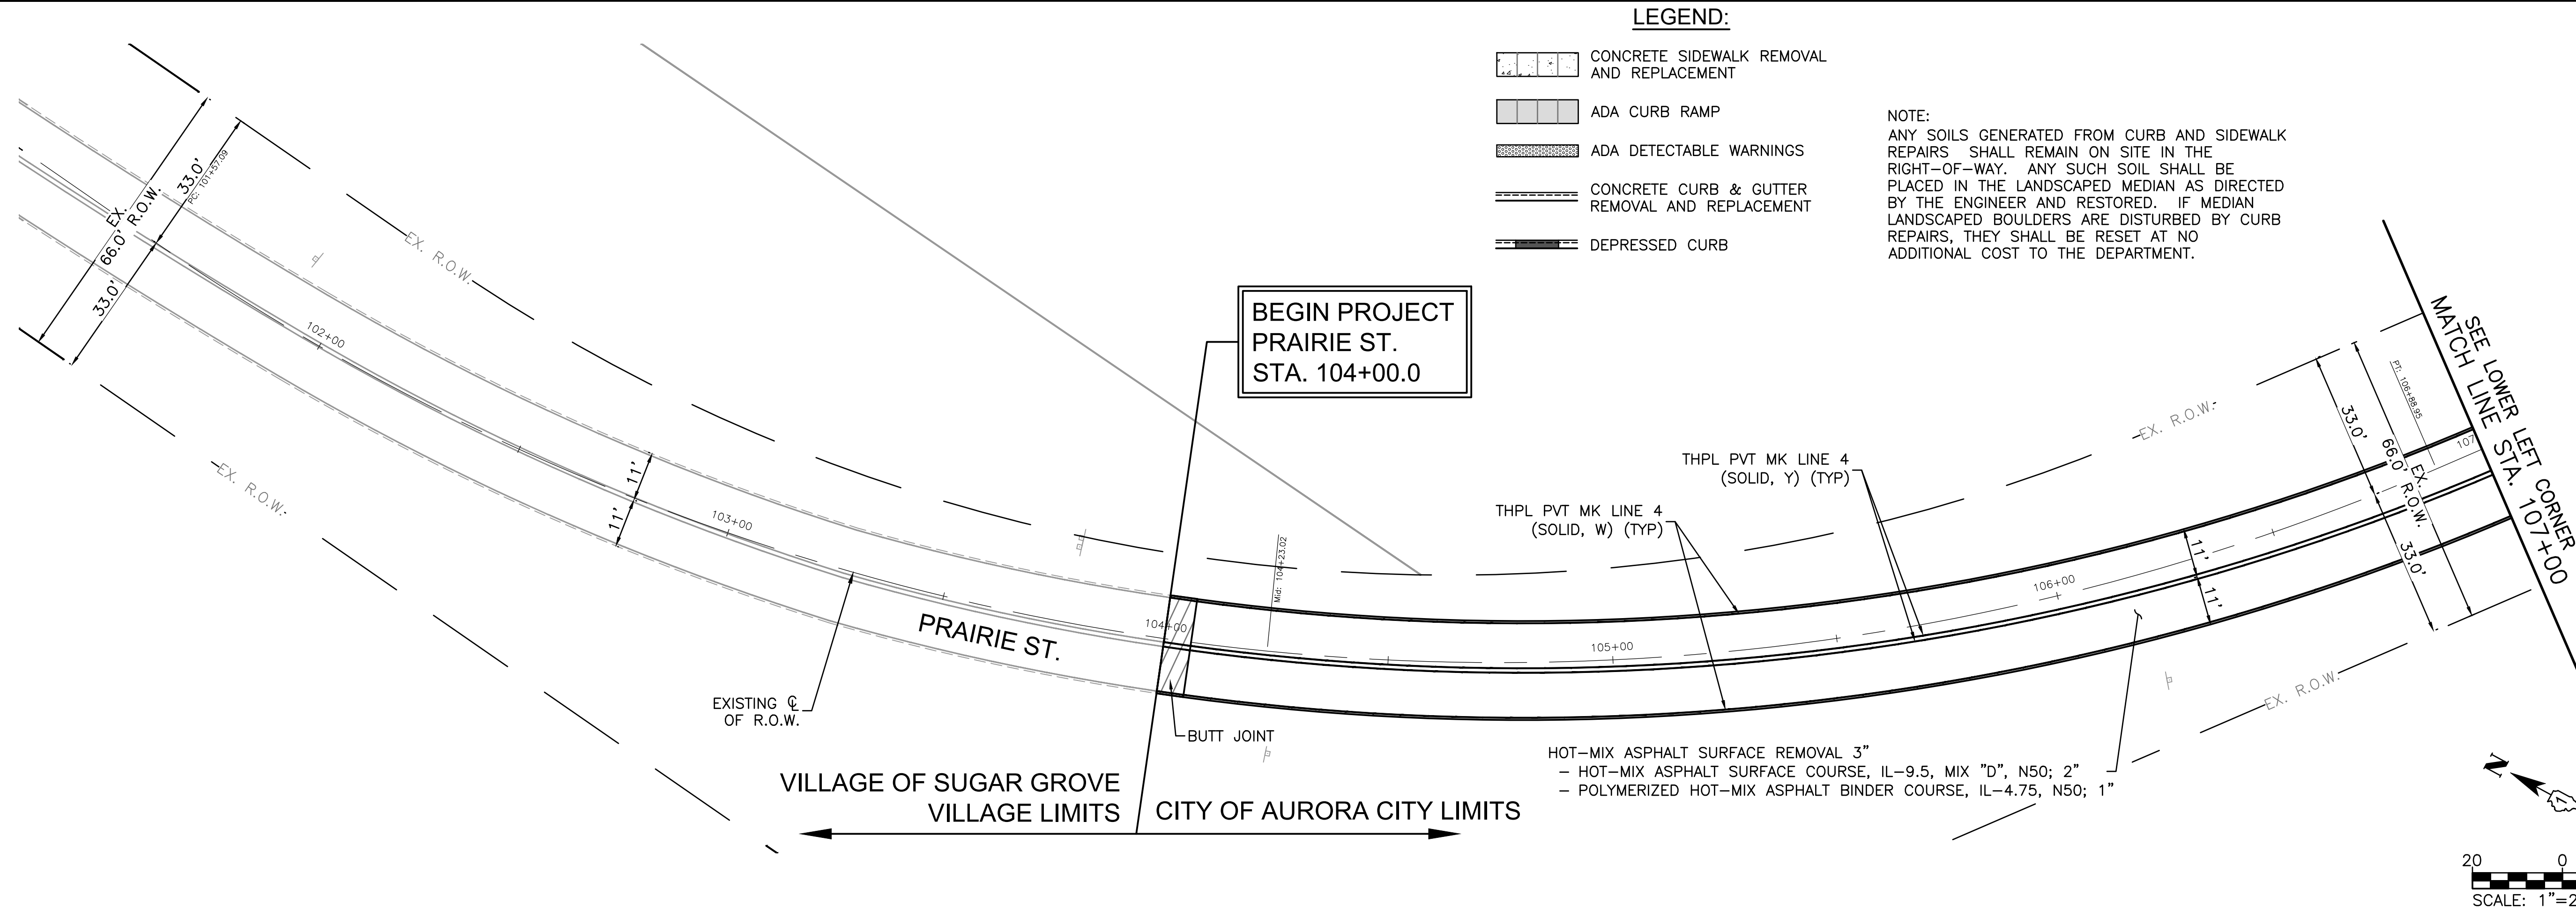 LEGEND:
CONCRETE SIDEWALK REMOVAL
AND REPLACEMENT
ADA CURB RAMP
ADA DETECTABLE WARNINGS
CONCRETE CURB & GUTTER
REMOVAL AND REPLACEMENT
DEPRESSED CURB
NOTE:
ANY SOILS GENERATED FROM CURB AND SIDEWALK
REPAIRS SHALL REMAIN ON SITE IN THE
RIGHT-OF-WAY. ANY SUCH SOIL SHALL BE
PLACED IN THE LANDSCAPED MEDIAN AS DIRECTED
BY THE ENGINEER AND RESTORED. IF MEDIAN
LANDSCAPED BOULDERS ARE DISTURBED BY CURB
REPAIRS, THEY SHALL BE RESET AT NO
ADDITIONAL COST TO THE DEPARTMENT.
66.0' EX. R.O.W.
33.0'
33.0'
PC: 101+57.09
EX. R.O.W.
EX. R.O.W.
102+00
11'
11'
103+00
BEGIN PROJECT
PRAIRIE ST.
STA. 104+00.0
EXISTING ℄
OF R.O.W.
PRAIRIE ST.
104+00
Mid: 104+23.02
BUTT JOINT
VILLAGE OF SUGAR GROVE
VILLAGE LIMITS
CITY OF AURORA CITY LIMITS
THPL PVT MK LINE 4
(SOLID, W) (TYP)
THPL PVT MK LINE 4
(SOLID, Y) (TYP)
105+00
106+00
11'
11'
HOT-MIX ASPHALT SURFACE REMOVAL 3"
- HOT-MIX ASPHALT SURFACE COURSE, IL-9.5, MIX "D", N50; 2"
- POLYMERIZED HOT-MIX ASPHALT BINDER COURSE, IL-4.75, N50; 1"
EX. R.O.W.
EX. R.O.W.
33.0'
33.0'
66.0' EX. R.O.W.
PT: 106+88.95
107
SEE LOWER LEFT CORNER
MATCH LINE STA. 107+00
N
20 0
SCALE: 1"=2